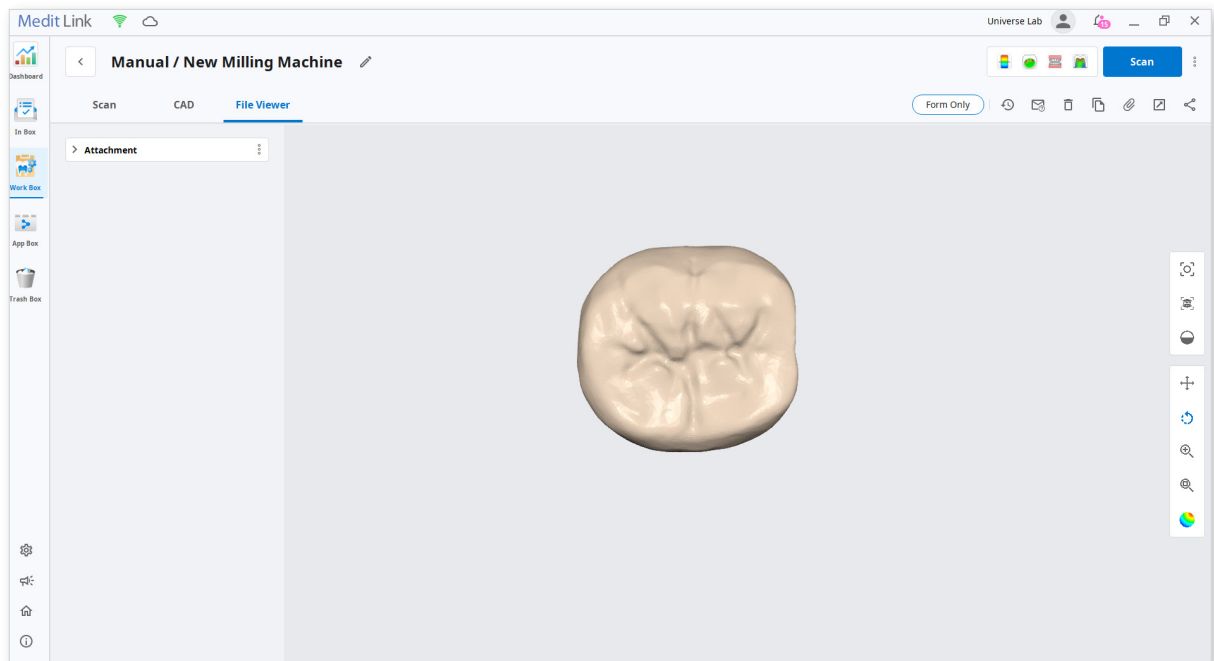 Medit Link
Universe Lab
15
Dashboard
Manual / New Milling Machine
Scan
Scan
CAD
File Viewer
Form Only
In Box
Attachment
Work Box
App Box
Trash Box